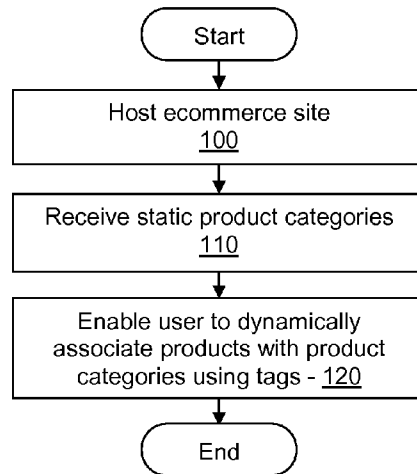 Start
Host ecommerce site
100
Receive static product categories
110
Enable user to dynamically
associate products with product
categories using tags - 120
End